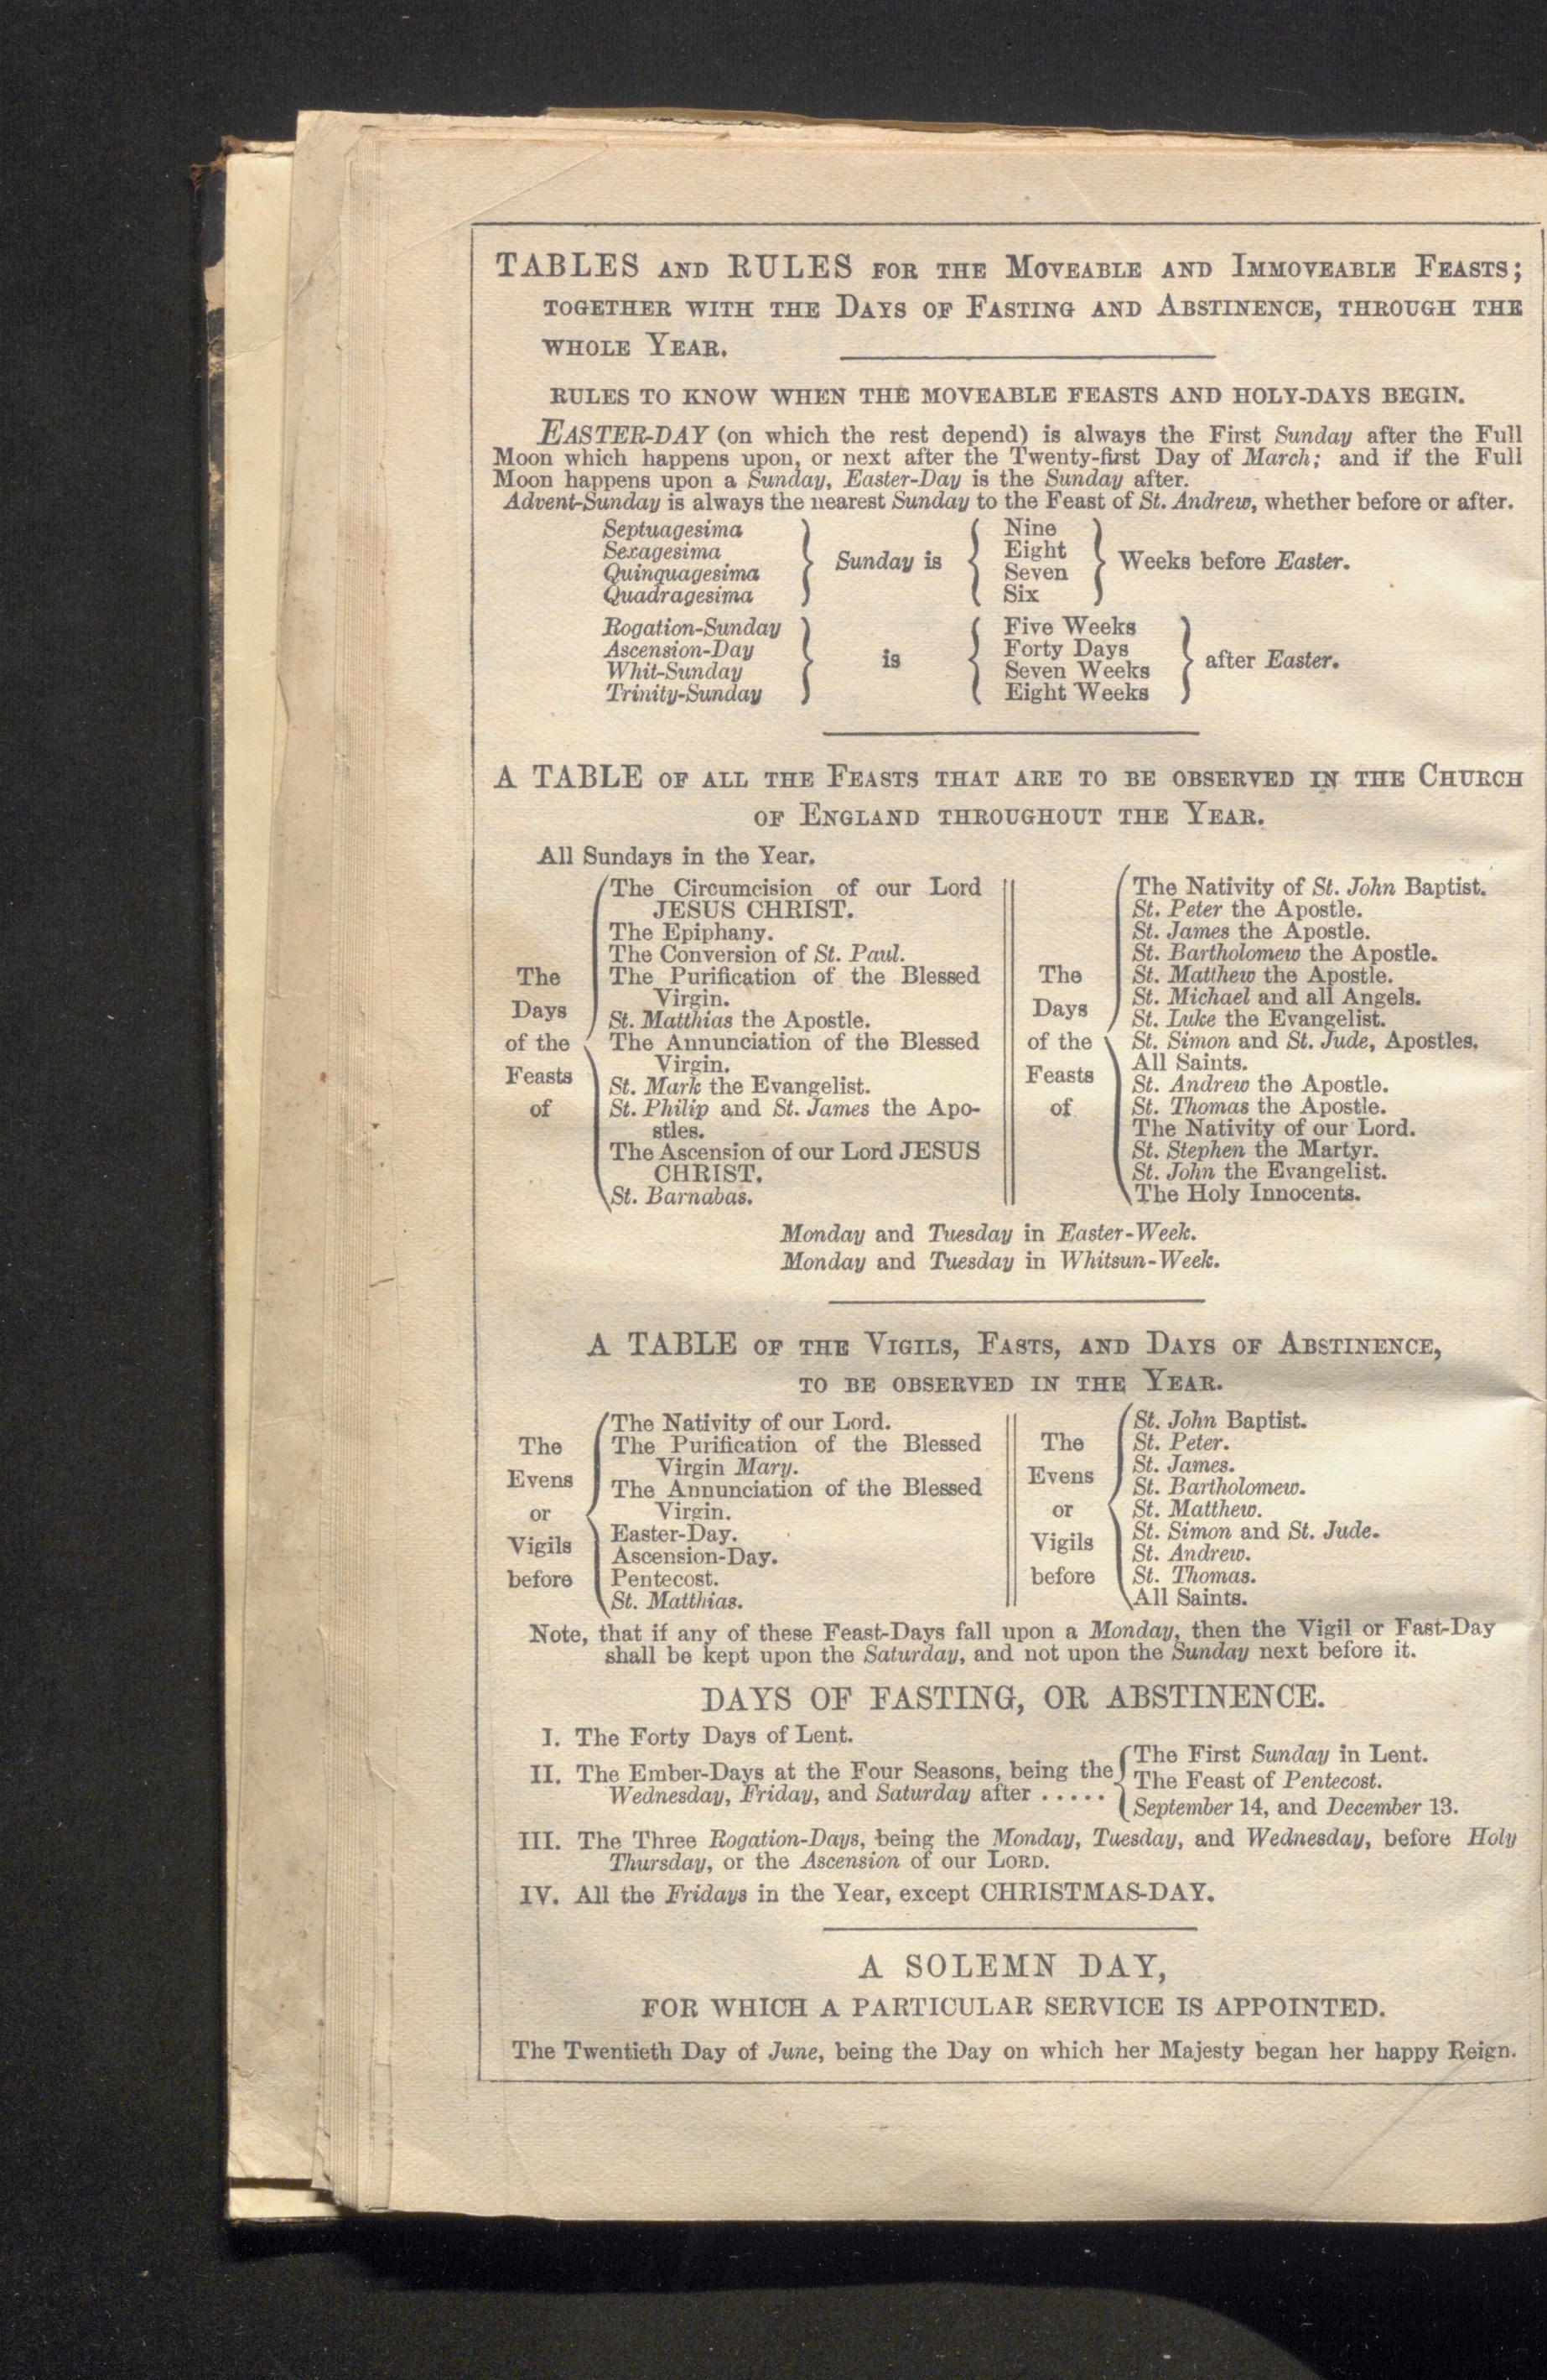 TABLES AND RULES FOR THE MOVEABLE AND IMMOVEABLE FEASTS;
TOGETHER WITH THE DAYS OF FASTING AND ABSTINENCE, THROUGH THE
WHOLE YEAR.
RULES TO KNOW WHEN THE MOVEABLE FEASTS AND HOLY-DAYS BEGIN.
EASTER-DAY (on which the rest depend) is always the First Sunday after the Full
Moon which happens upon, or next after the Twenty-first Day of March; and if the Full
Moon happens upon a Sunday, Easter-Day is the Sunday after.
Advent-Sunday is always the nearest Sunday to the Feast of St. Andrew, whether before or after.
Septuagesima
Sexagesima
Quinquagesima
Quadragesima
Sunday is
Nine
Eight
Seven
Six
Weeks before Easter.
Rogation-Sunday
Ascension-Day
Whit-Sunday
Trinity-Sunday
is
Five Weeks
Forty Days
Seven Weeks
Eight Weeks
after Easter.
A TABLE OF ALL THE FEASTS THAT ARE TO BE OBSERVED IN THE CHURCH
OF ENGLAND THROUGHOUT THE YEAR.
All Sundays in the Year.
The
Days
of the
Feasts
of
The Circumcision of our Lord
JESUS CHRIST.
The Epiphany.
The Conversion of St. Paul.
The Purification of the Blessed
Virgin.
St. Matthias the Apostle.
The Annunciation of the Blessed
Virgin.
St. Mark the Evangelist.
St. Philip and St. James the Apo-
stles.
The Ascension of our Lord JESUS
CHRIST.
St. Barnabas.
The
Days
of the
Feasts
of
The Nativity of St. John Baptist.
St. Peter the Apostle.
St. James the Apostle.
St. Bartholomew the Apostle.
St. Matthew the Apostle.
St. Michael and all Angels.
St. Luke the Evangelist.
St. Simon and St. Jude, Apostles.
All Saints.
St. Andrew the Apostle.
St. Thomas the Apostle.
The Nativity of our Lord.
St. Stephen the Martyr.
St. John the Evangelist.
The Holy Innocents.
Monday and Tuesday in Easter-Week.
Monday and Tuesday in Whitsun-Week.
A TABLE OF THE VIGILS, FASTS, AND DAYS OF ABSTINENCE,
TO BE OBSERVED IN THE YEAR.
The
Evens
or
Vigils
before
The Nativity of our Lord.
The Purification of the Blessed
Virgin Mary.
The Annunciation of the Blessed
Virgin.
Easter-Day.
Ascension-Day.
Pentecost.
St. Matthias.
The
Evens
or
Vigils
before
St. John Baptist.
St. Peter.
St. James.
St. Bartholomew.
St. Matthew.
St. Simon and St. Jude.
St. Andrew.
St. Thomas.
All Saints.
Note, that if any of these Feast-Days fall upon a Monday, then the Vigil or Fast-Day
shall be kept upon the Saturday, and not upon the Sunday next before it.
DAYS OF FASTING, OR ABSTINENCE.
I. The Forty Days of Lent.
II. The Ember-Days at the Four Seasons, being the
Wednesday, Friday, and Saturday after .....
The First Sunday in Lent.
The Feast of Pentecost.
September 14, and December 13.
III. The Three Rogation-Days, being the Monday, Tuesday, and Wednesday, before Holy
Thursday, or the Ascension of our LORD.
IV. All the Fridays in the Year, except CHRISTMAS-DAY.
A SOLEMN DAY,
FOR WHICH A PARTICULAR SERVICE IS APPOINTED.
The Twentieth Day of June, being the Day on which her Majesty began her happy Reign.